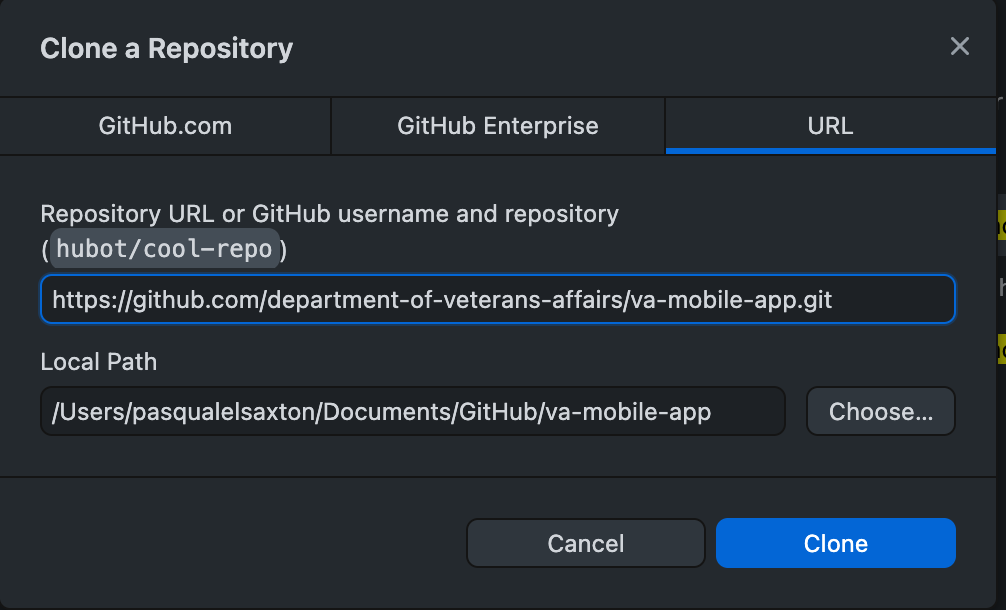 Clone a Repository
GitHub.com
GitHub Enterprise
URL
Repository URL or GitHub username and repository
(hubot/cool-repo)
https://github.com/department-of-veterans-affairs/va-mobile-app.git
Local Path
/Users/pasqualelsaxton/Documents/GitHub/va-mobile-app
Choose...
Cancel
Clone